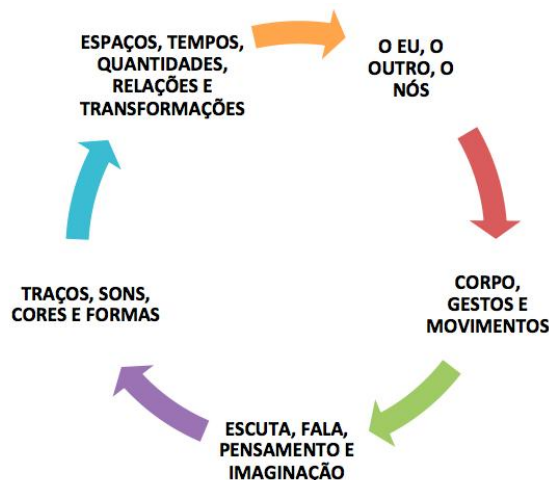 ESPAÇOS, TEMPOS,
QUANTIDADES,
RELAÇÕES E
TRANSFORMAÇÕES
O EU, O
OUTRO, O
NÓS
CORPO,
GESTOS E
MOVIMENTOS
ESCUTA, FALA,
PENSAMENTO E
IMAGINAÇÃO
TRAÇOS, SONS,
CORES E FORMAS